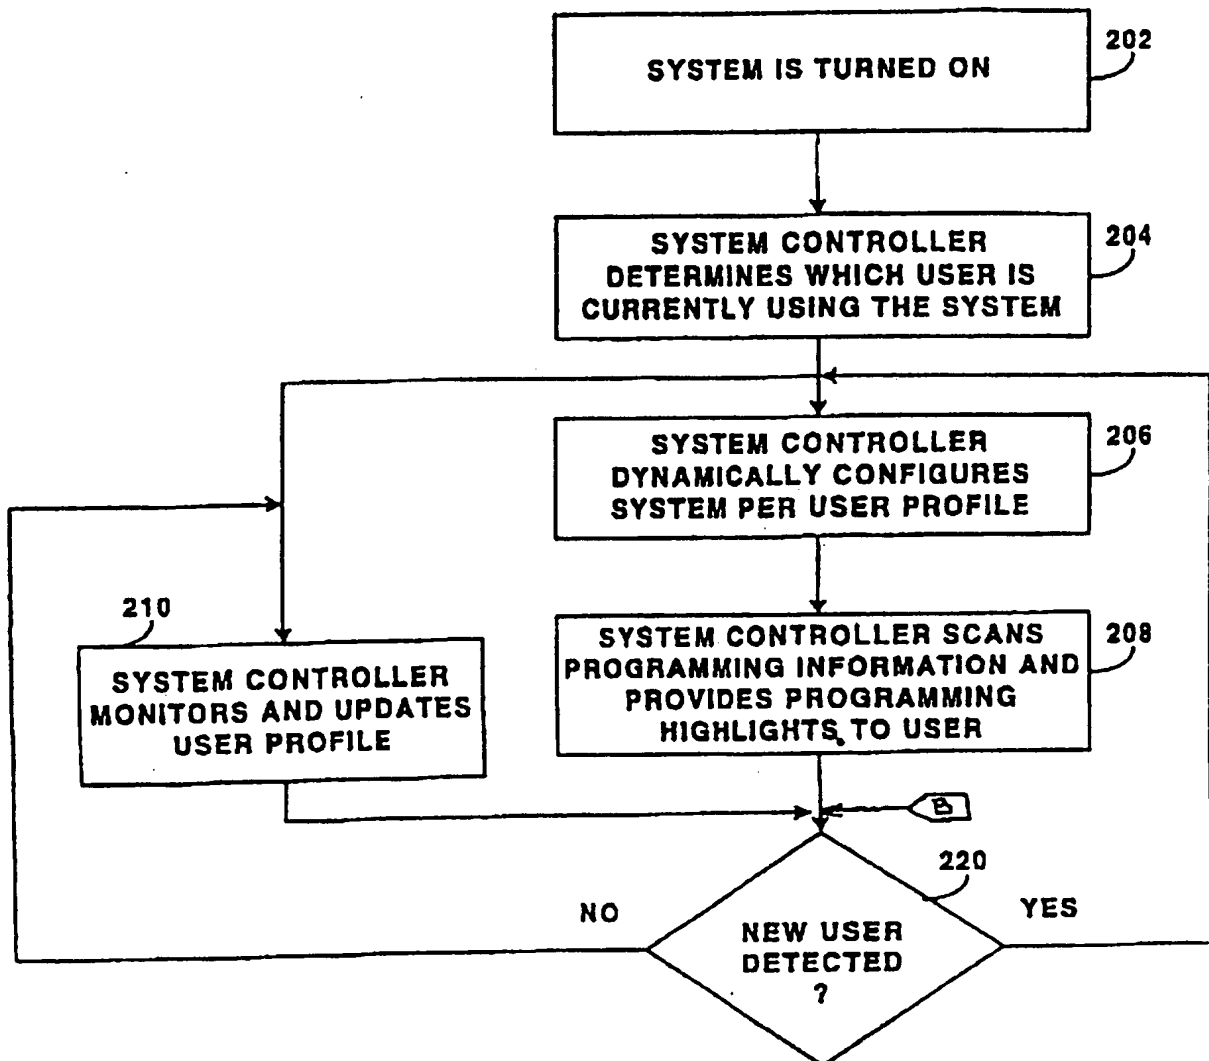 SYSTEM IS TURNED ON
202
SYSTEM CONTROLLER
DETERMINES WHICH USER IS
CURRENTLY USING THE SYSTEM
204
SYSTEM CONTROLLER
DYNAMICALLY CONFIGURES
SYSTEM PER USER PROFILE
206
210
SYSTEM CONTROLLER
MONITORS AND UPDATES
USER PROFILE
SYSTEM CONTROLLER SCANS
PROGRAMMING INFORMATION AND
PROVIDES PROGRAMMING
HIGHLIGHTS TO USER
208
B
220
NO
YES
NEW USER
DETECTED
?